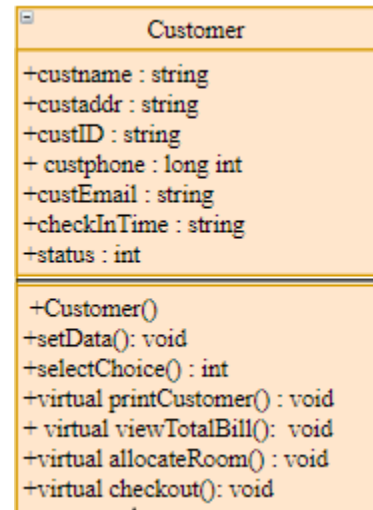 Customer
+custname : string
+custaddr : string
+custID : string
+ custphone : long int
+custEmail : string
+checkInTime : string
+status : int
+Customer()
+setData(): void
+selectChoice() : int
+virtual printCustomer() : void
+ virtual viewTotalBill(): void
+virtual allocateRoom() : void
+virtual checkout(): void